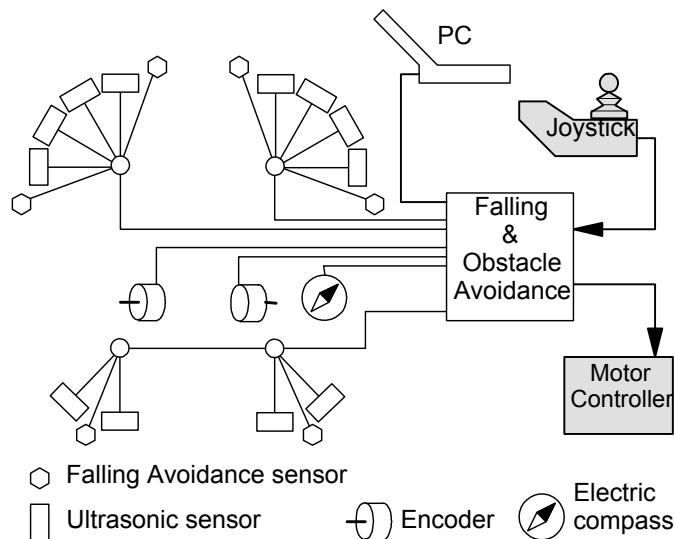 PC
Joystick
Falling
&
Obstacle
Avoidance
Motor
Controller
Falling Avoidance sensor
Ultrasonic sensor
Encoder
Electric
compass